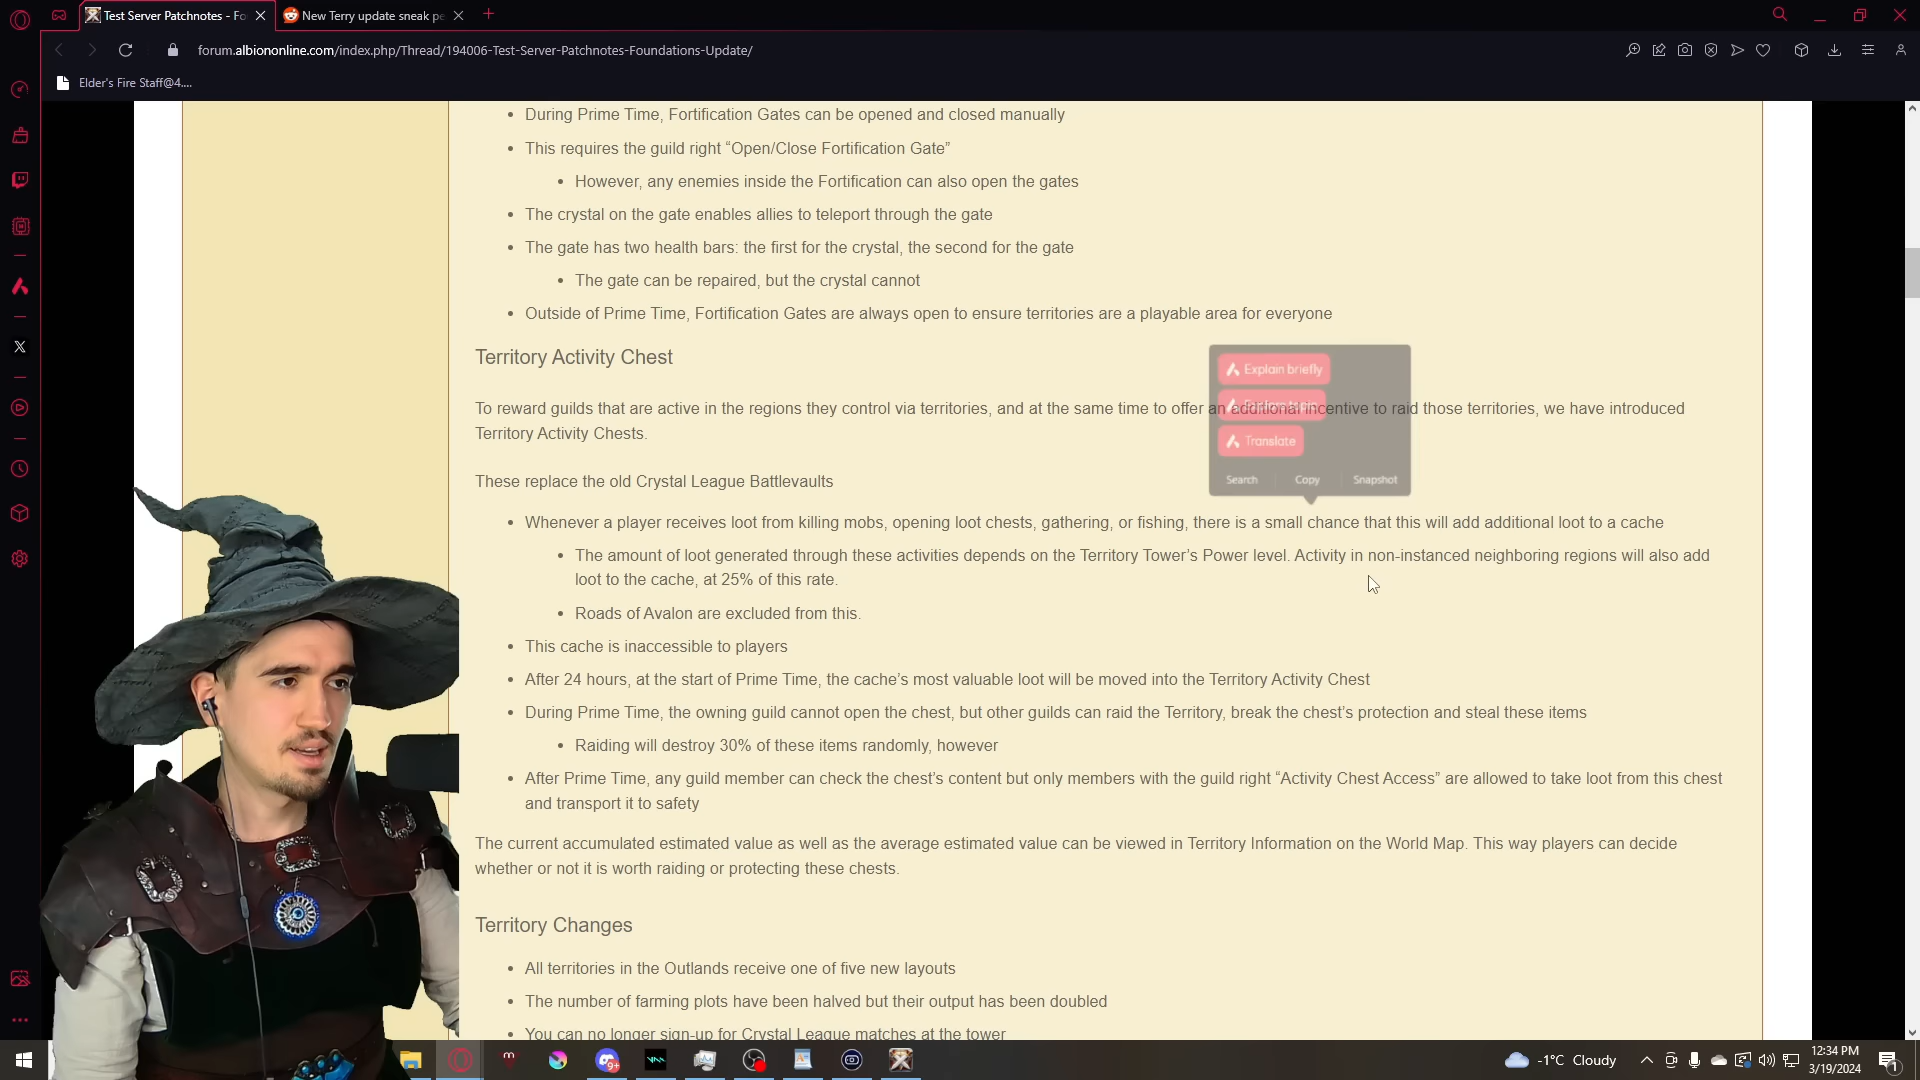 Test Server Patchnotes - Fo
New Terry update sneak pe
forum.albiononline.com/index.php/Thread/194006-Test-Server-Patchnotes-Foundations-Update/
Elder's Fire Staff@4....
• During Prime Time, Fortification Gates can be opened and closed manually
• This requires the guild right “Open/Close Fortification Gate”
• However, any enemies inside the Fortification can also open the gates
• The crystal on the gate enables allies to teleport through the gate
• The gate has two health bars: the first for the crystal, the second for the gate
• The gate can be repaired, but the crystal cannot
• Outside of Prime Time, Fortification Gates are always open to ensure territories are a playable area for everyone
Territory Activity Chest
Explain briefly
To reward guilds that are active in the regions they control via territories, and at the same time to offer an additional incentive to raid those territories, we have introduced
Territory Activity Chests.
Translate
Search Copy Snapshot
These replace the old Crystal League Battlevaults
• Whenever a player receives loot from killing mobs, opening loot chests, gathering, or fishing, there is a small chance that this will add additional loot to a cache
• The amount of loot generated through these activities depends on the Territory Tower’s Power level. Activity in non-instanced neighboring regions will also add
loot to the cache, at 25% of this rate.
• Roads of Avalon are excluded from this.
• This cache is inaccessible to players
• After 24 hours, at the start of Prime Time, the cache’s most valuable loot will be moved into the Territory Activity Chest
• During Prime Time, the owning guild cannot open the chest, but other guilds can raid the Territory, break the chest’s protection and steal these items
• Raiding will destroy 30% of these items randomly, however
• After Prime Time, any guild member can check the chest’s content but only members with the guild right “Activity Chest Access” are allowed to take loot from this chest
and transport it to safety
The current accumulated estimated value as well as the average estimated value can be viewed in Territory Information on the World Map. This way players can decide
whether or not it is worth raiding or protecting these chests.
Territory Changes
• All territories in the Outlands receive one of five new layouts
• The number of farming plots have been halved but their output has been doubled
• You can no longer sign-up for Crystal League matches at the tower
9+
-1°C Cloudy
12:34 PM
3/19/2024
1